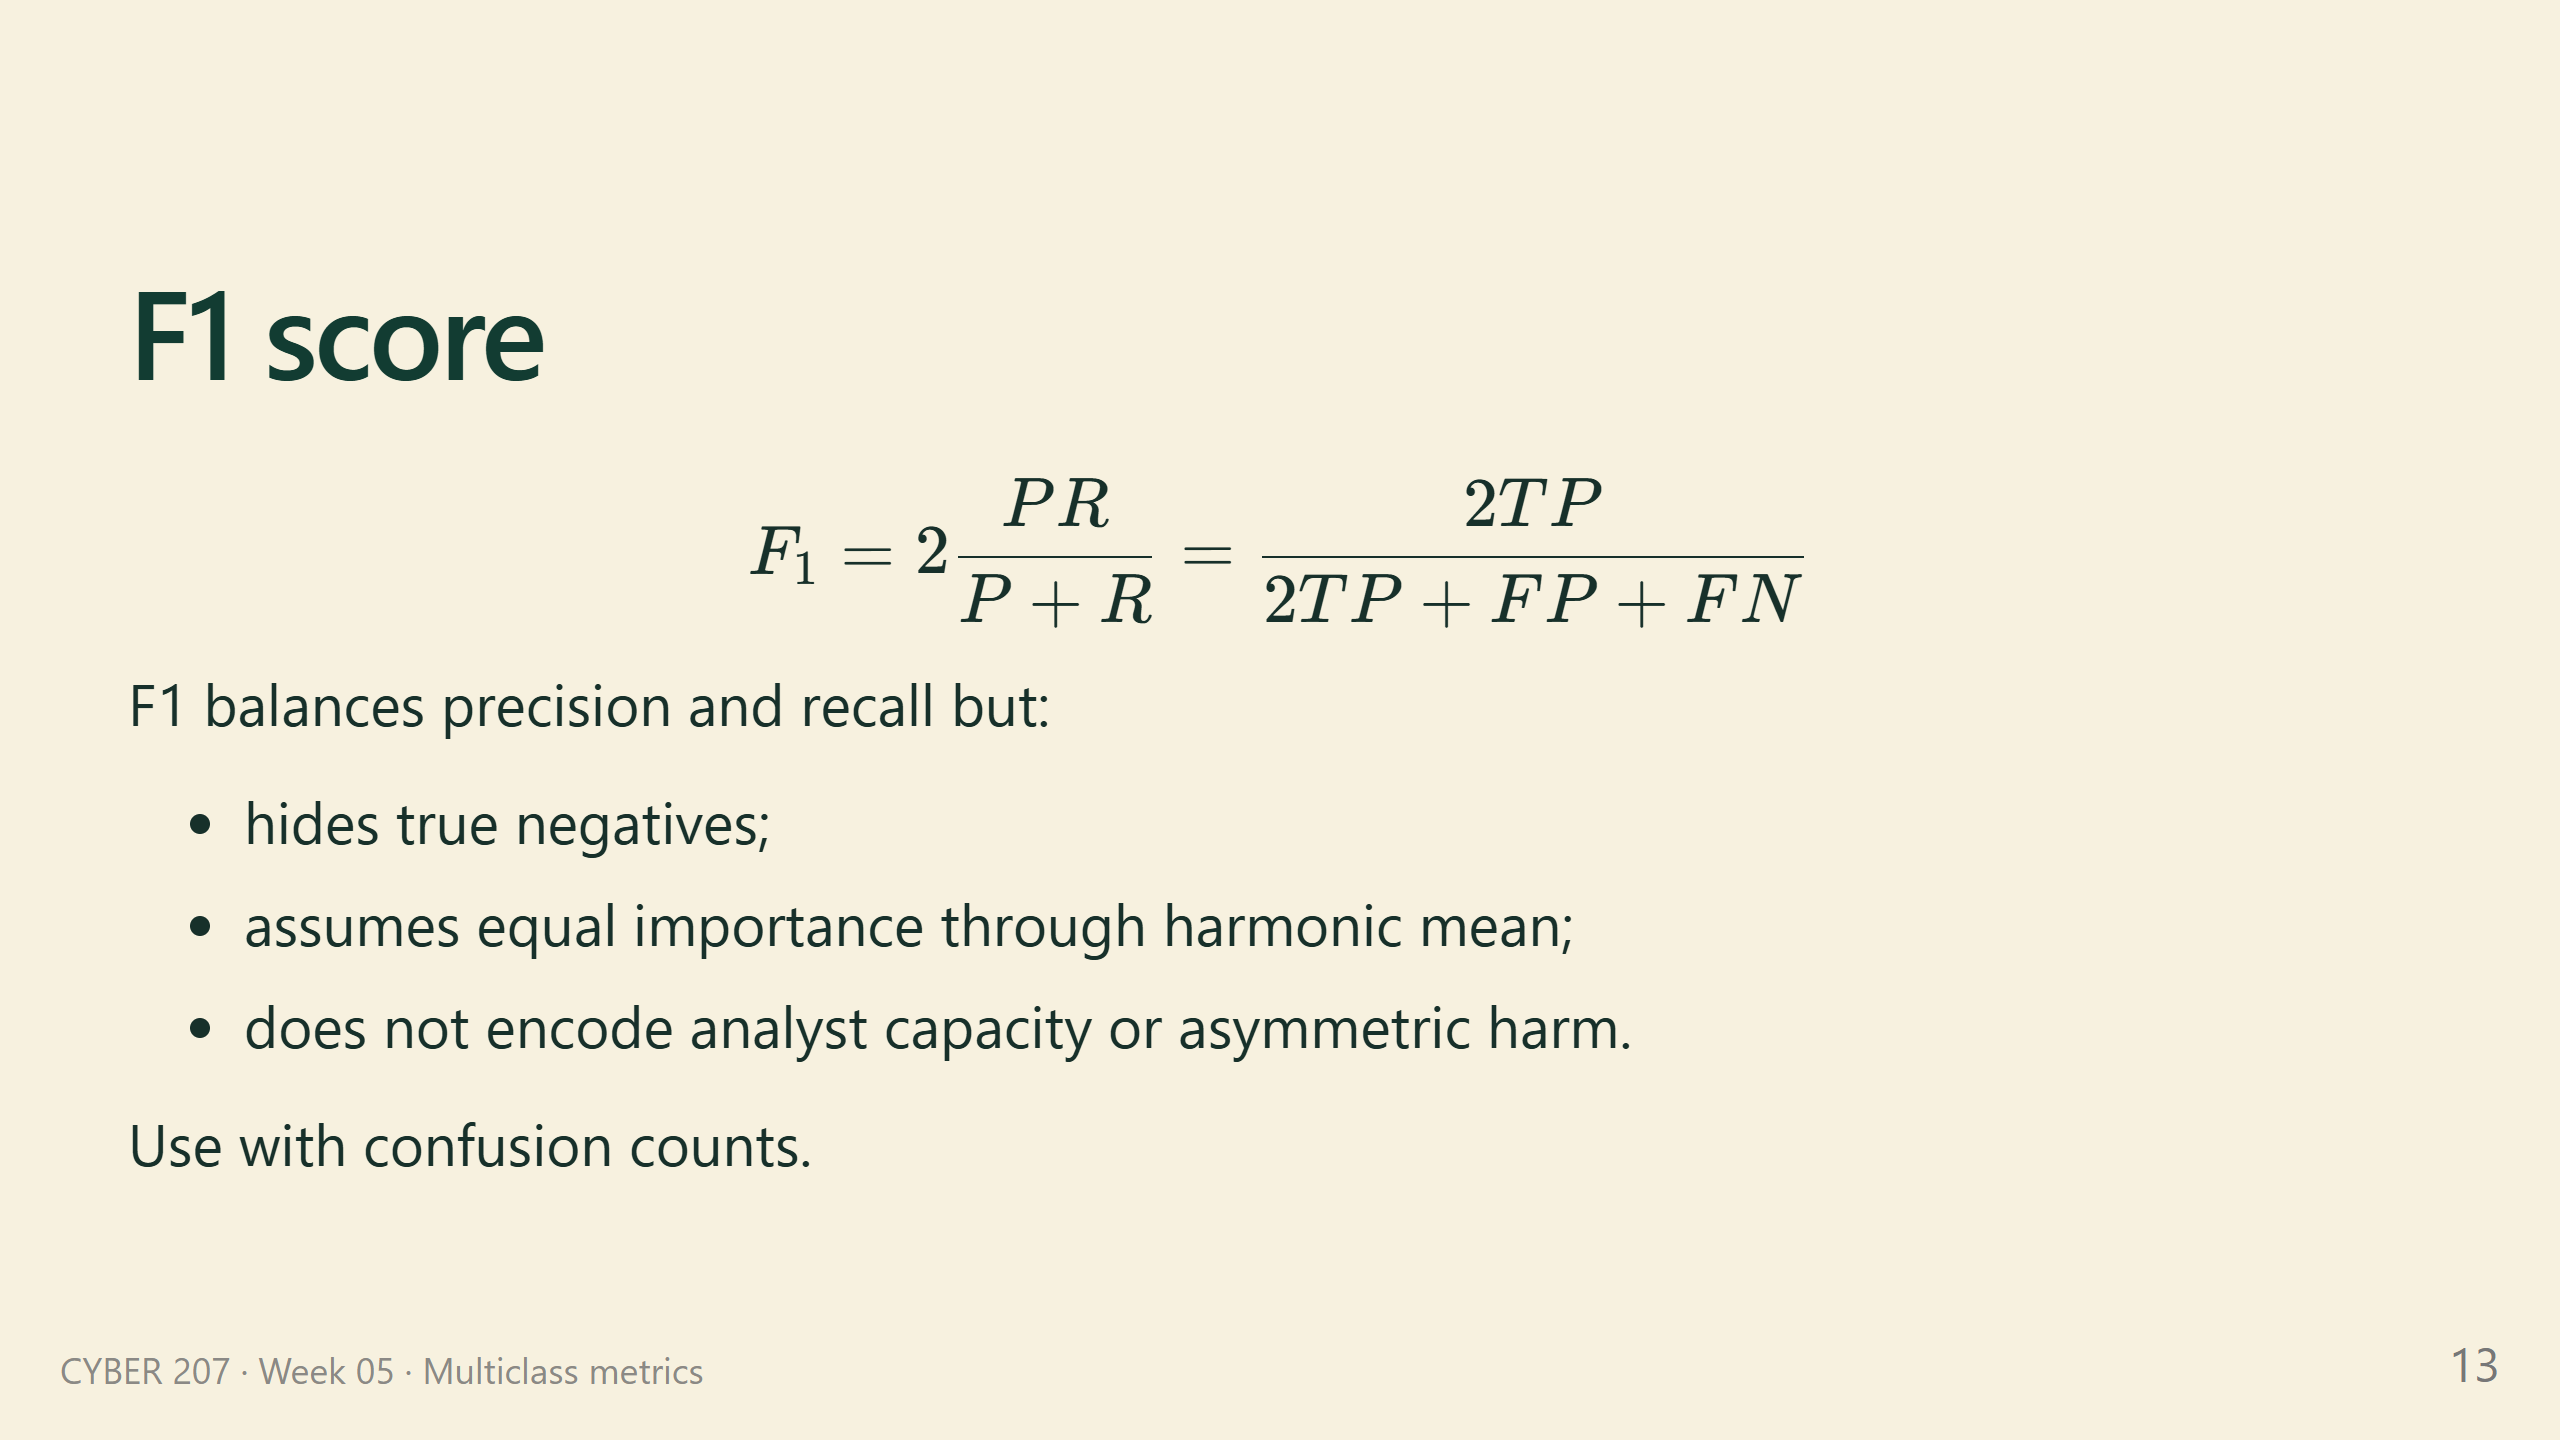 F1 score
F₁ = 2 PR / (P + R) = 2TP / (2TP + FP + FN)
F1 balances precision and recall but:
• hides true negatives;
• assumes equal importance through harmonic mean;
• does not encode analyst capacity or asymmetric harm.
Use with confusion counts.
CYBER 207 · Week 05 · Multiclass metrics
13